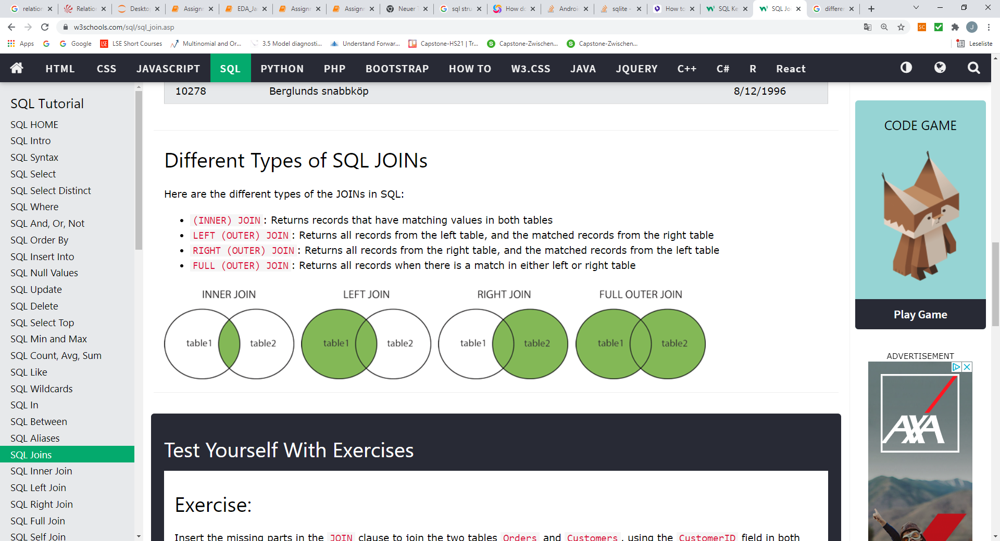 relation
Relation
Deskto
Assignm
EDA_Ja
Assignm
Assignm
Neuer
sql stru
How do
Androi
sqlite -
How to
SQL Ke
SQL Jo
differen
w3schools.com/sql/sql_join.asp
Apps
Google
LSE Short Courses
Multinomial and Or...
3.5 Model diagnosti...
Understand Forwar...
Capstone-HS21 | Tr...
Capstone-Zwischen...
Capstone-Zwischen...
Leseliste
HTML CSS JAVASCRIPT SQL PYTHON PHP BOOTSTRAP HOW TO W3.CSS JAVA JQUERY C++ C# R React
10278 Berglunds snabbköp 8/12/1996
SQL Tutorial
SQL HOME
SQL Intro
SQL Syntax
SQL Select
SQL Select Distinct
SQL Where
SQL And, Or, Not
SQL Order By
SQL Insert Into
SQL Null Values
SQL Update
SQL Delete
SQL Select Top
SQL Min and Max
SQL Count, Avg, Sum
SQL Like
SQL Wildcards
SQL In
SQL Between
SQL Aliases
SQL Joins
SQL Inner Join
SQL Left Join
SQL Right Join
SQL Full Join
SQL Self Join
Different Types of SQL JOINs
Here are the different types of the JOINs in SQL:
• (INNER) JOIN: Returns records that have matching values in both tables
• LEFT (OUTER) JOIN: Returns all records from the left table, and the matched records from the right table
• RIGHT (OUTER) JOIN: Returns all records from the right table, and the matched records from the left table
• FULL (OUTER) JOIN: Returns all records when there is a match in either left or right table
INNER JOIN
table1 table2
LEFT JOIN
table1 table2
RIGHT JOIN
table1 table2
FULL OUTER JOIN
table1 table2
Test Yourself With Exercises
Exercise:
Insert the missing parts in the JOIN clause to join the two tables Orders and Customers, using the CustomerID field in both
CODE GAME
Play Game
ADVERTISEMENT
AXA